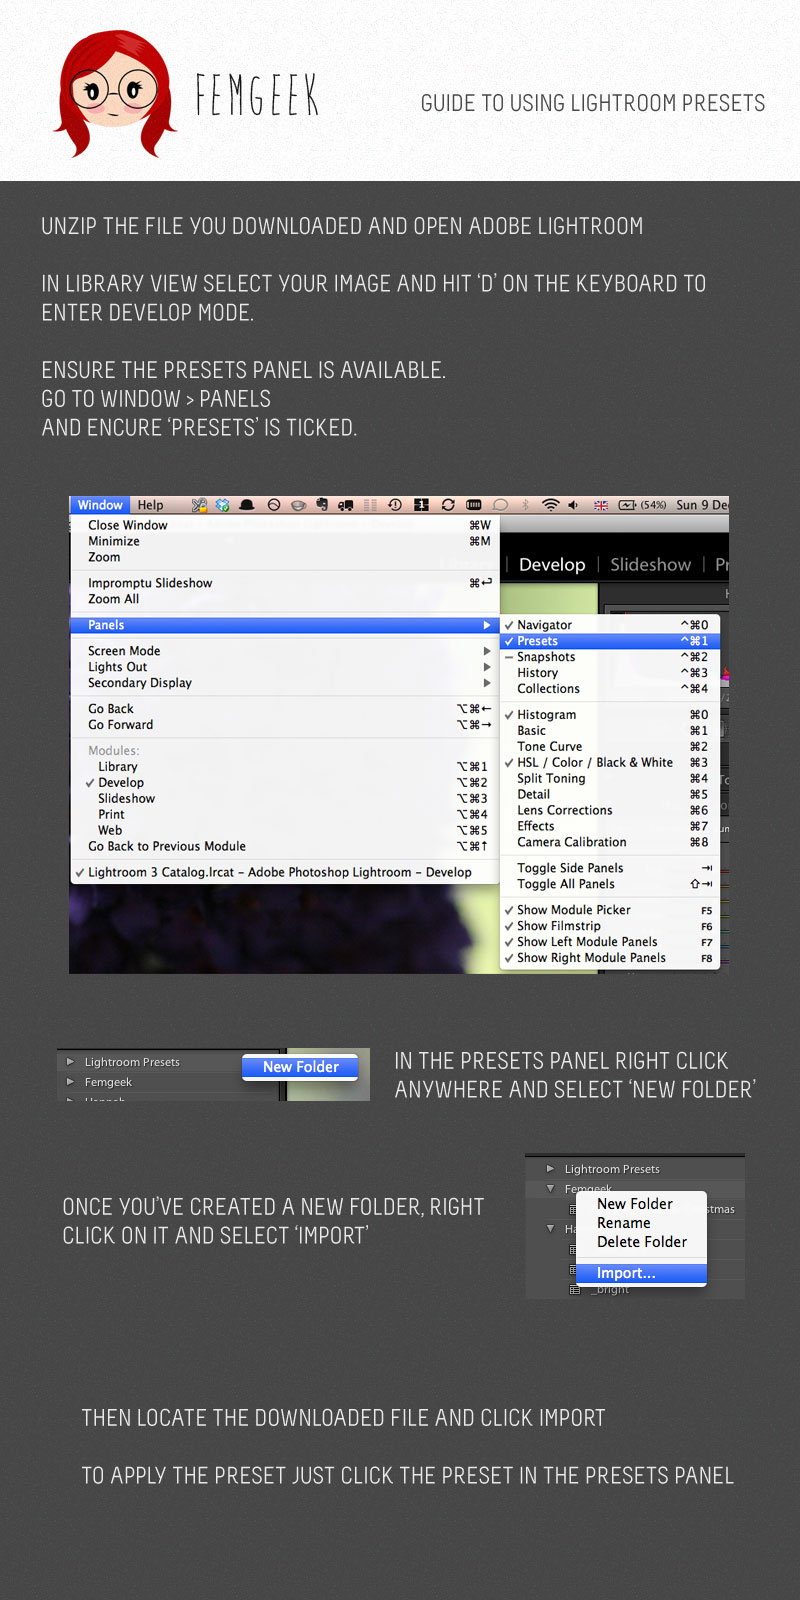 FEMGEEK
GUIDE TO USING LIGHTROOM PRESETS
UNZIP THE FILE YOU DOWNLOADED AND OPEN ADOBE LIGHTROOM
IN LIBRARY VIEW SELECT YOUR IMAGE AND HIT ‘D’ ON THE KEYBOARD TO
ENTER DEVELOP MODE.
ENSURE THE PRESETS PANEL IS AVAILABLE.
GO TO WINDOW > PANELS
AND ENCURE ‘PRESETS’ IS TICKED.
Window Help (54%) Sun 9 De
Close Window ⌘W
Minimize ⌘M
Zoom
Impromptu Slideshow ⌘↩
Zoom All
Panels ▶
Screen Mode ▶
Lights Out ▶
Secondary Display ▶
Go Back ⌥⌘←
Go Forward ⌥⌘→
Modules:
Library ⌥⌘1
✓ Develop ⌥⌘2
Slideshow ⌥⌘3
Print ⌥⌘4
Web ⌥⌘5
Go Back to Previous Module ⌥⌘↑
✓ Lightroom 3 Catalog.lrcat – Adobe Photoshop Lightroom – Develop
Develop | Slideshow | Pr
✓ Navigator ^⌘0
✓ Presets ^⌘1
– Snapshots ^⌘2
History ^⌘3
Collections ^⌘4
✓ Histogram ⌘0
Basic ⌘1
Tone Curve ⌘2
✓ HSL / Color / Black & White ⌘3
Split Toning ⌘4
Detail ⌘5
Lens Corrections ⌘6
Effects ⌘7
Camera Calibration ⌘8
Toggle Side Panels ⇥
Toggle All Panels ⇧⇥
✓ Show Module Picker F5
✓ Show Filmstrip F6
✓ Show Left Module Panels F7
✓ Show Right Module Panels F8
Lightroom Presets
Femgeek
New Folder
IN THE PRESETS PANEL RIGHT CLICK
ANYWHERE AND SELECT ‘NEW FOLDER’
ONCE YOU’VE CREATED A NEW FOLDER, RIGHT
CLICK ON IT AND SELECT ‘IMPORT’
Lightroom Presets
Femgeek
stmas
Ha
New Folder
Rename
Delete Folder
Import...
_bright
THEN LOCATE THE DOWNLOADED FILE AND CLICK IMPORT
TO APPLY THE PRESET JUST CLICK THE PRESET IN THE PRESETS PANEL